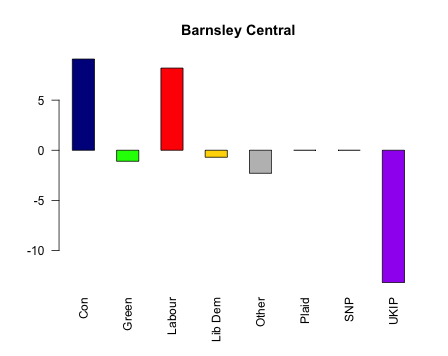 Barnsley Central
5
0
-5
-10
Con
Green
Labour
Lib Dem
Other
Plaid
SNP
UKIP